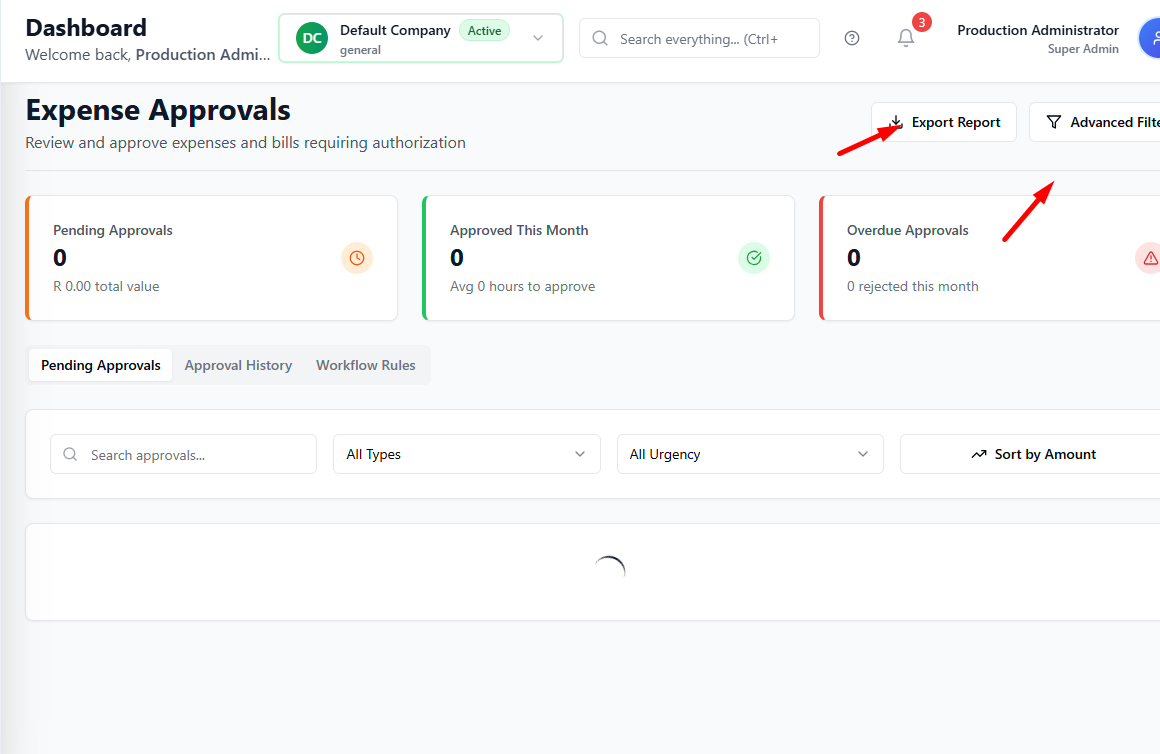 Dashboard
Welcome back, Production Admi...
DC
Default Company
Active
general
Search everything... (Ctrl+
3
Production Administrator
Super Admin
Expense Approvals
Review and approve expenses and bills requiring authorization
Export Report
Advanced Filte
Pending Approvals
0
R 0.00 total value
Approved This Month
0
Avg 0 hours to approve
Overdue Approvals
0
0 rejected this month
Pending Approvals
Approval History
Workflow Rules
Search approvals...
All Types
All Urgency
Sort by Amount